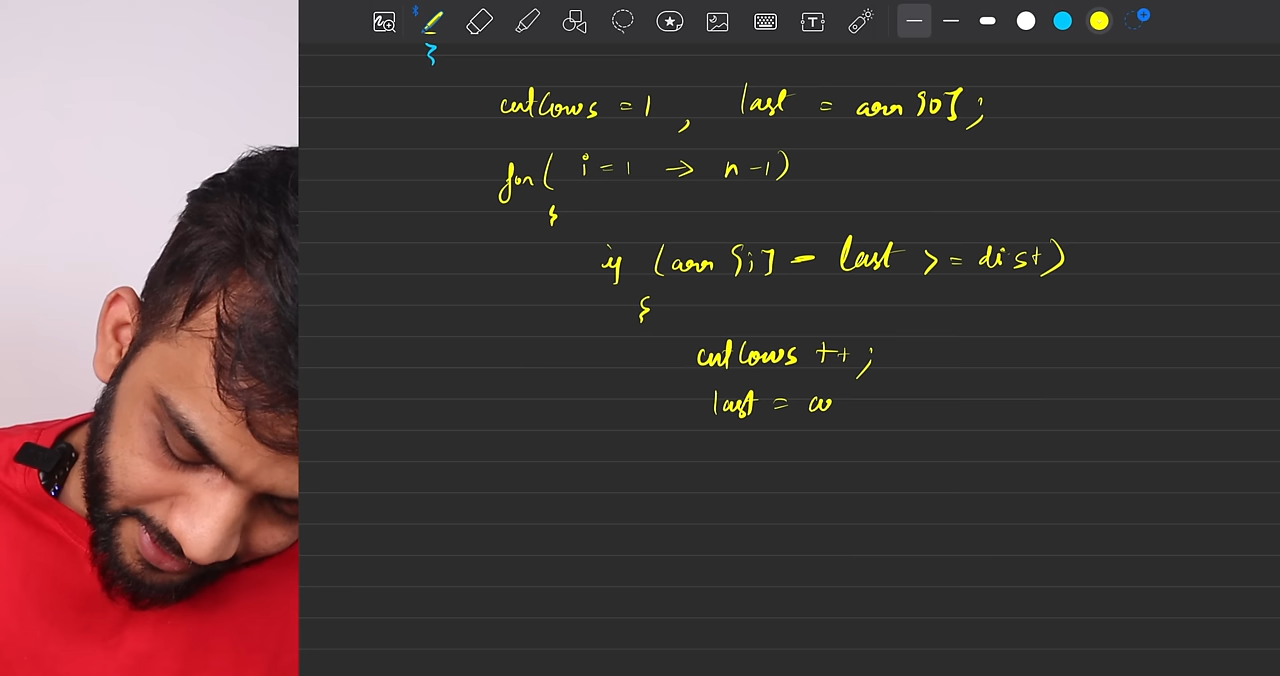 }
cntCows = 1, last = arr[0];
for( i=1 → n-1)
{
if (arr[i] - last >= dist)
{
cntCows ++;
last = a